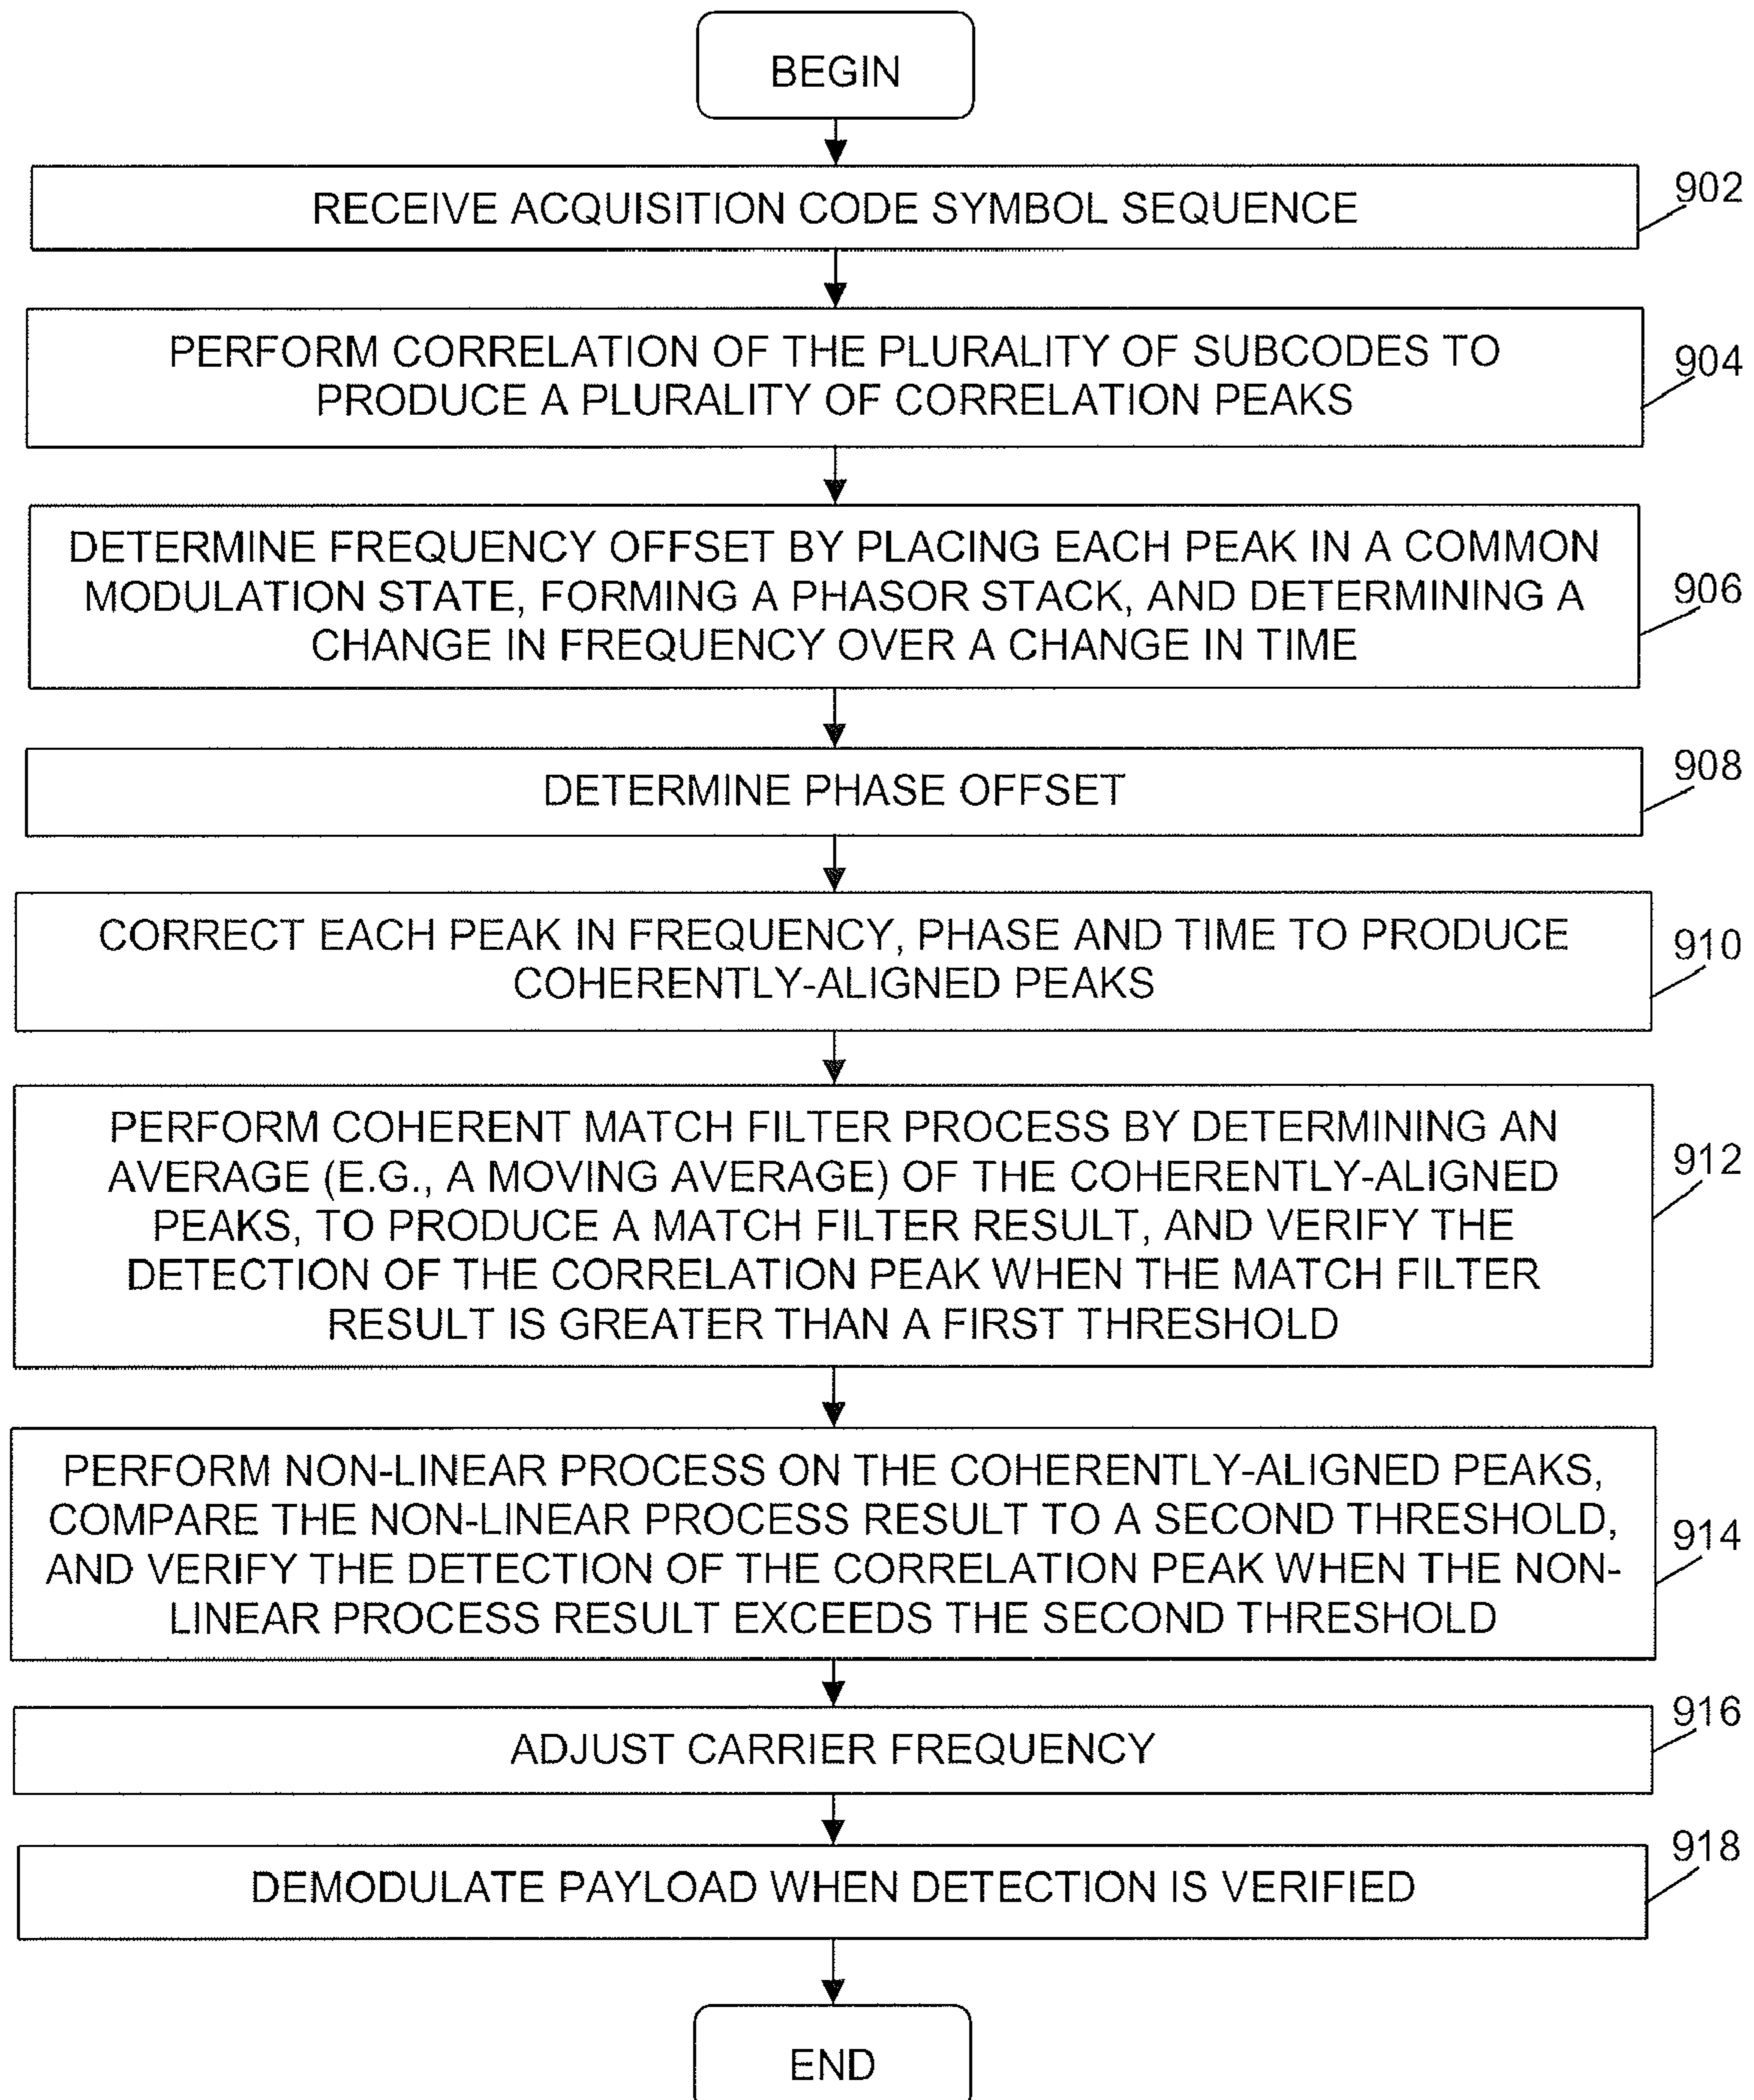 BEGIN
RECEIVE ACQUISITION CODE SYMBOL SEQUENCE
902
PERFORM CORRELATION OF THE PLURALITY OF SUBCODES TO
PRODUCE A PLURALITY OF CORRELATION PEAKS
904
DETERMINE FREQUENCY OFFSET BY PLACING EACH PEAK IN A COMMON
MODULATION STATE, FORMING A PHASOR STACK, AND DETERMINING A
CHANGE IN FREQUENCY OVER A CHANGE IN TIME
906
DETERMINE PHASE OFFSET
908
CORRECT EACH PEAK IN FREQUENCY, PHASE AND TIME TO PRODUCE
COHERENTLY-ALIGNED PEAKS
910
PERFORM COHERENT MATCH FILTER PROCESS BY DETERMINING AN
AVERAGE (E.G., A MOVING AVERAGE) OF THE COHERENTLY-ALIGNED
PEAKS, TO PRODUCE A MATCH FILTER RESULT, AND VERIFY THE
DETECTION OF THE CORRELATION PEAK WHEN THE MATCH FILTER
RESULT IS GREATER THAN A FIRST THRESHOLD
912
PERFORM NON-LINEAR PROCESS ON THE COHERENTLY-ALIGNED PEAKS,
COMPARE THE NON-LINEAR PROCESS RESULT TO A SECOND THRESHOLD,
AND VERIFY THE DETECTION OF THE CORRELATION PEAK WHEN THE NON-
LINEAR PROCESS RESULT EXCEEDS THE SECOND THRESHOLD
914
ADJUST CARRIER FREQUENCY
916
DEMODULATE PAYLOAD WHEN DETECTION IS VERIFIED
918
END